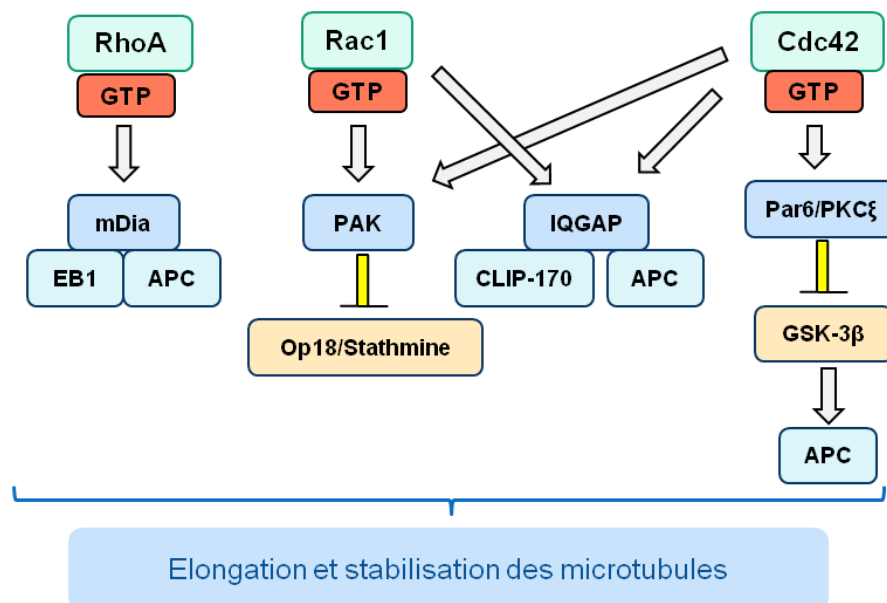 RhoA
Rac1
Cdc42
GTP
GTP
GTP
mDia
PAK
IQGAP
Par6/PKCξ
EB1
APC
CLIP-170
APC
Op18/Stathmine
GSK-3β
APC
Elongation et stabilisation des microtubules